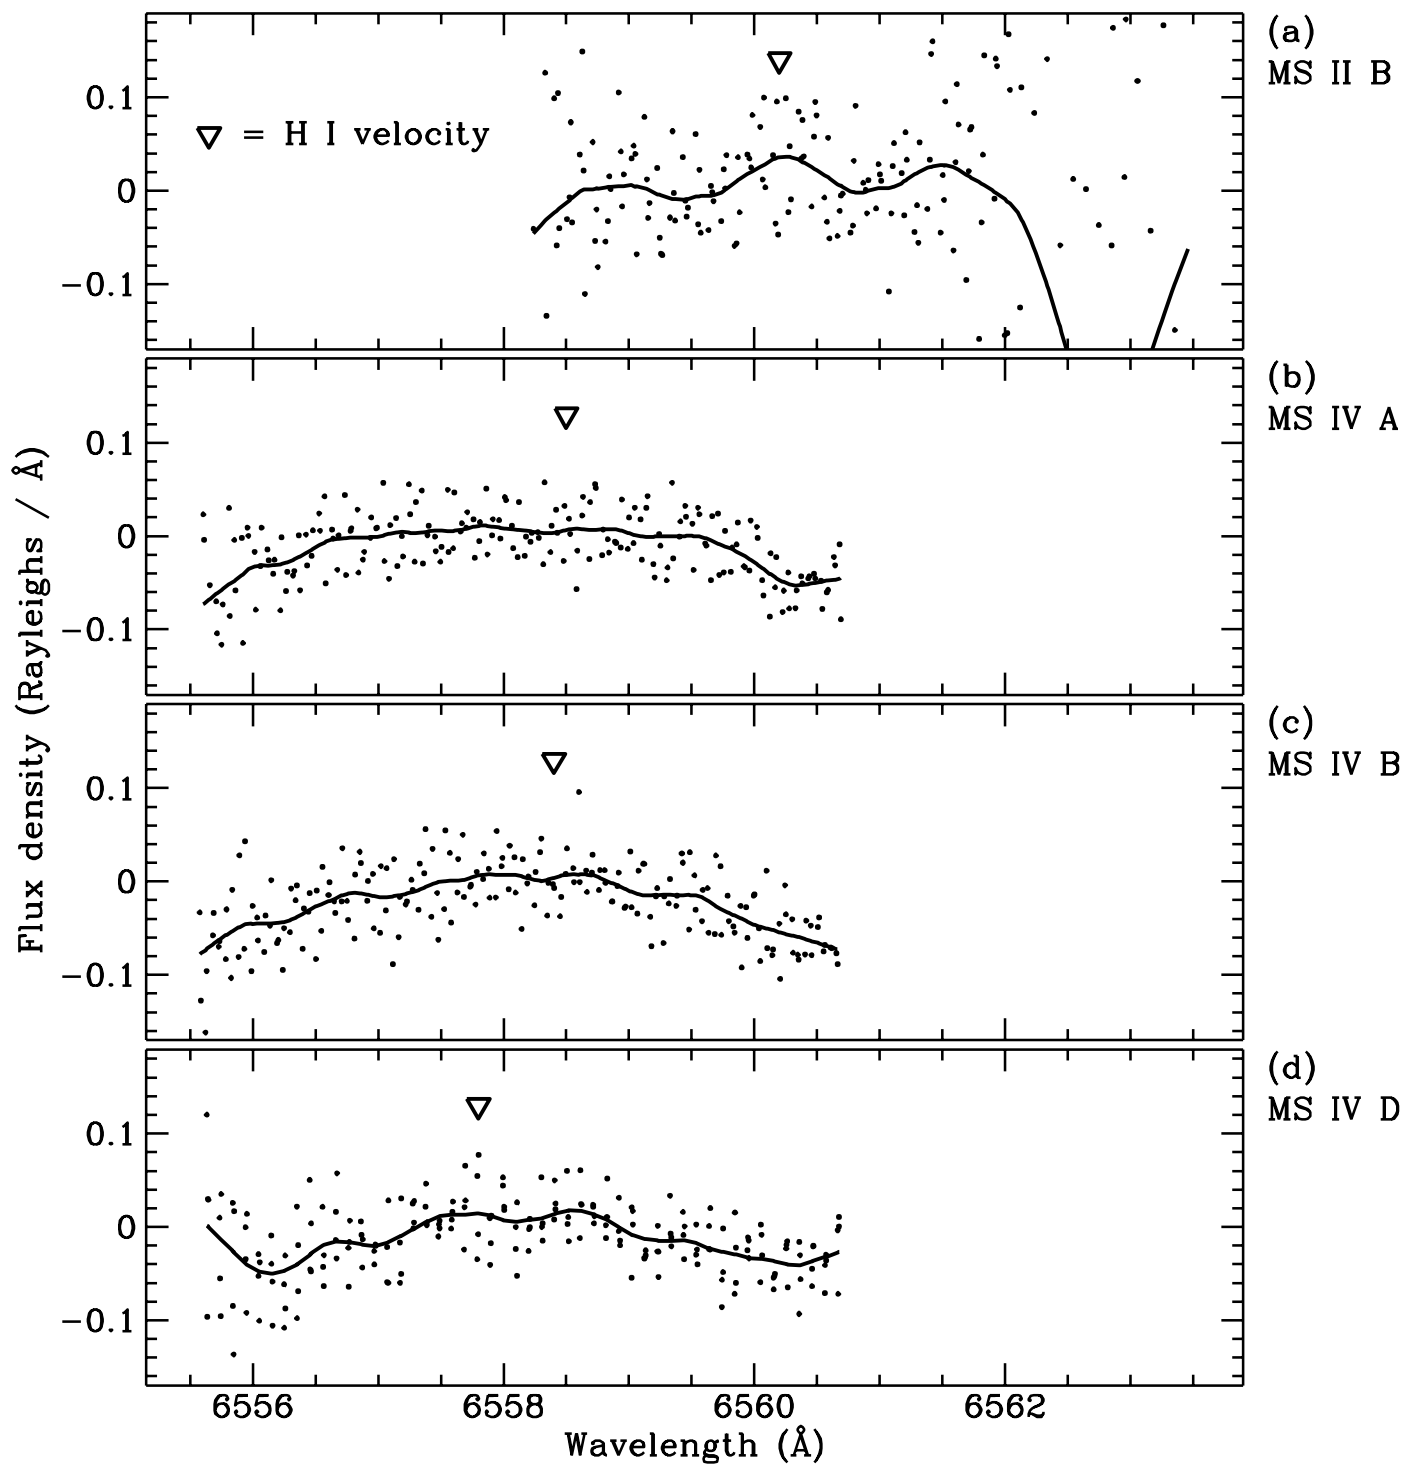 (a)
MS II B
0.1
0
−0.1
▽ = H I velocity
(b)
MS IV A
0.1
0
−0.1
(c)
MS IV B
0.1
0
−0.1
(d)
MS IV D
0.1
0
−0.1
Flux density (Rayleighs / Å)
6556 6558 6560 6562
Wavelength (Å)